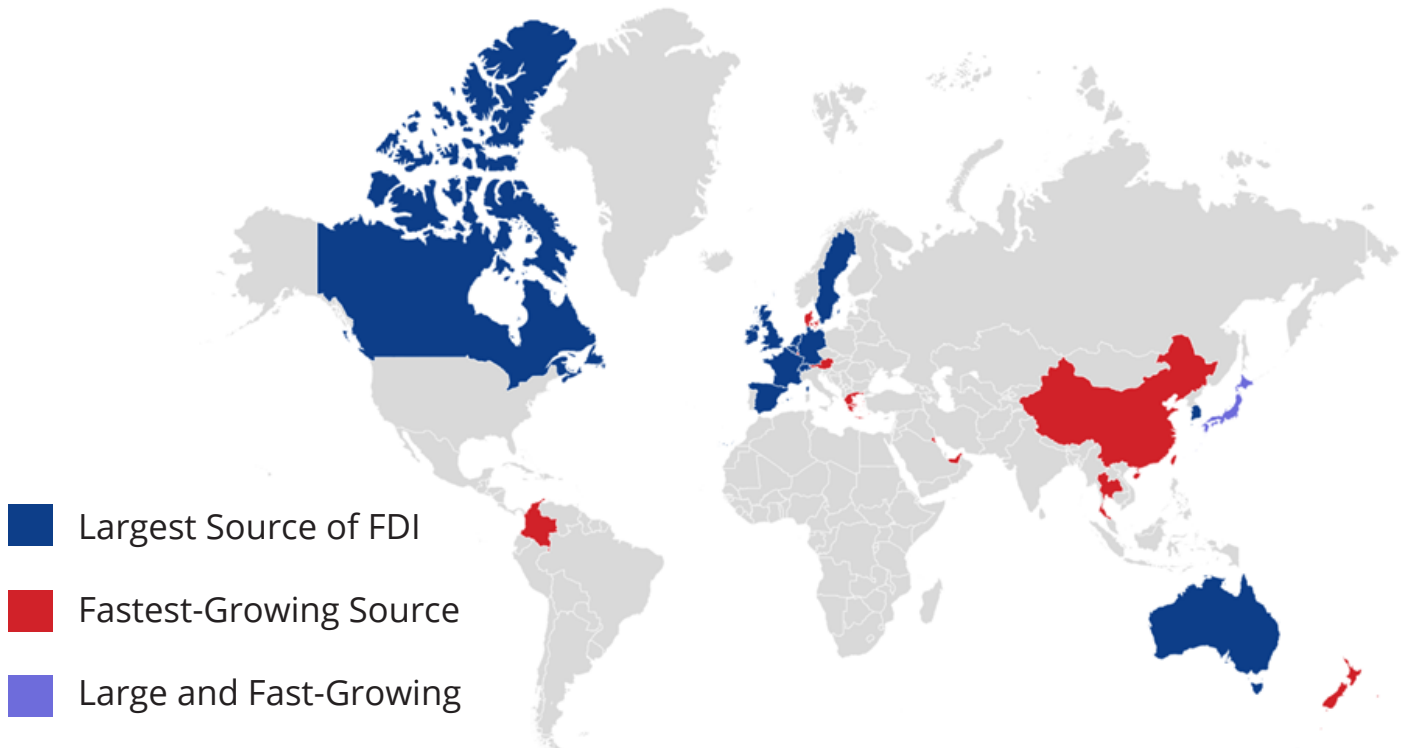 Largest Source of FDI
Fastest-Growing Source
Large and Fast-Growing